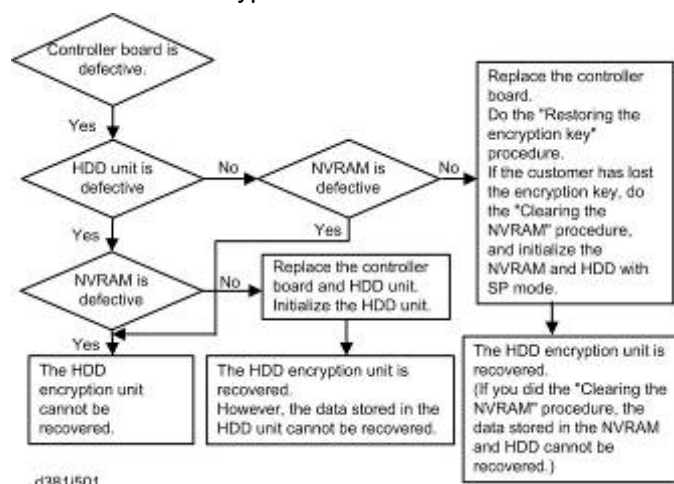 Controller board is
defective.
Yes
HDD unit is
defective
No
NVRAM is
defective
No
Replace the controller
board.
Do the "Restoring the
encryption key"
procedure.
If the customer has lost
the encryption key, do
the "Clearing the
NVRAM" procedure,
and initialize the
NVRAM and HDD with
SP mode.
Yes
Yes
NVRAM is
defective
No
Replace the controller
board and HDD unit.
Initialize the HDD unit.
Yes
The HDD
encryption unit
cannot be
recovered.
The HDD encryption unit is
recovered.
However, the data stored in the
HDD unit cannot be recovered.
The HDD encryption unit is
recovered.
(If you did the "Clearing the
NVRAM" procedure, the
data stored in the NVRAM
and HDD cannot be
recovered.)
d381i501